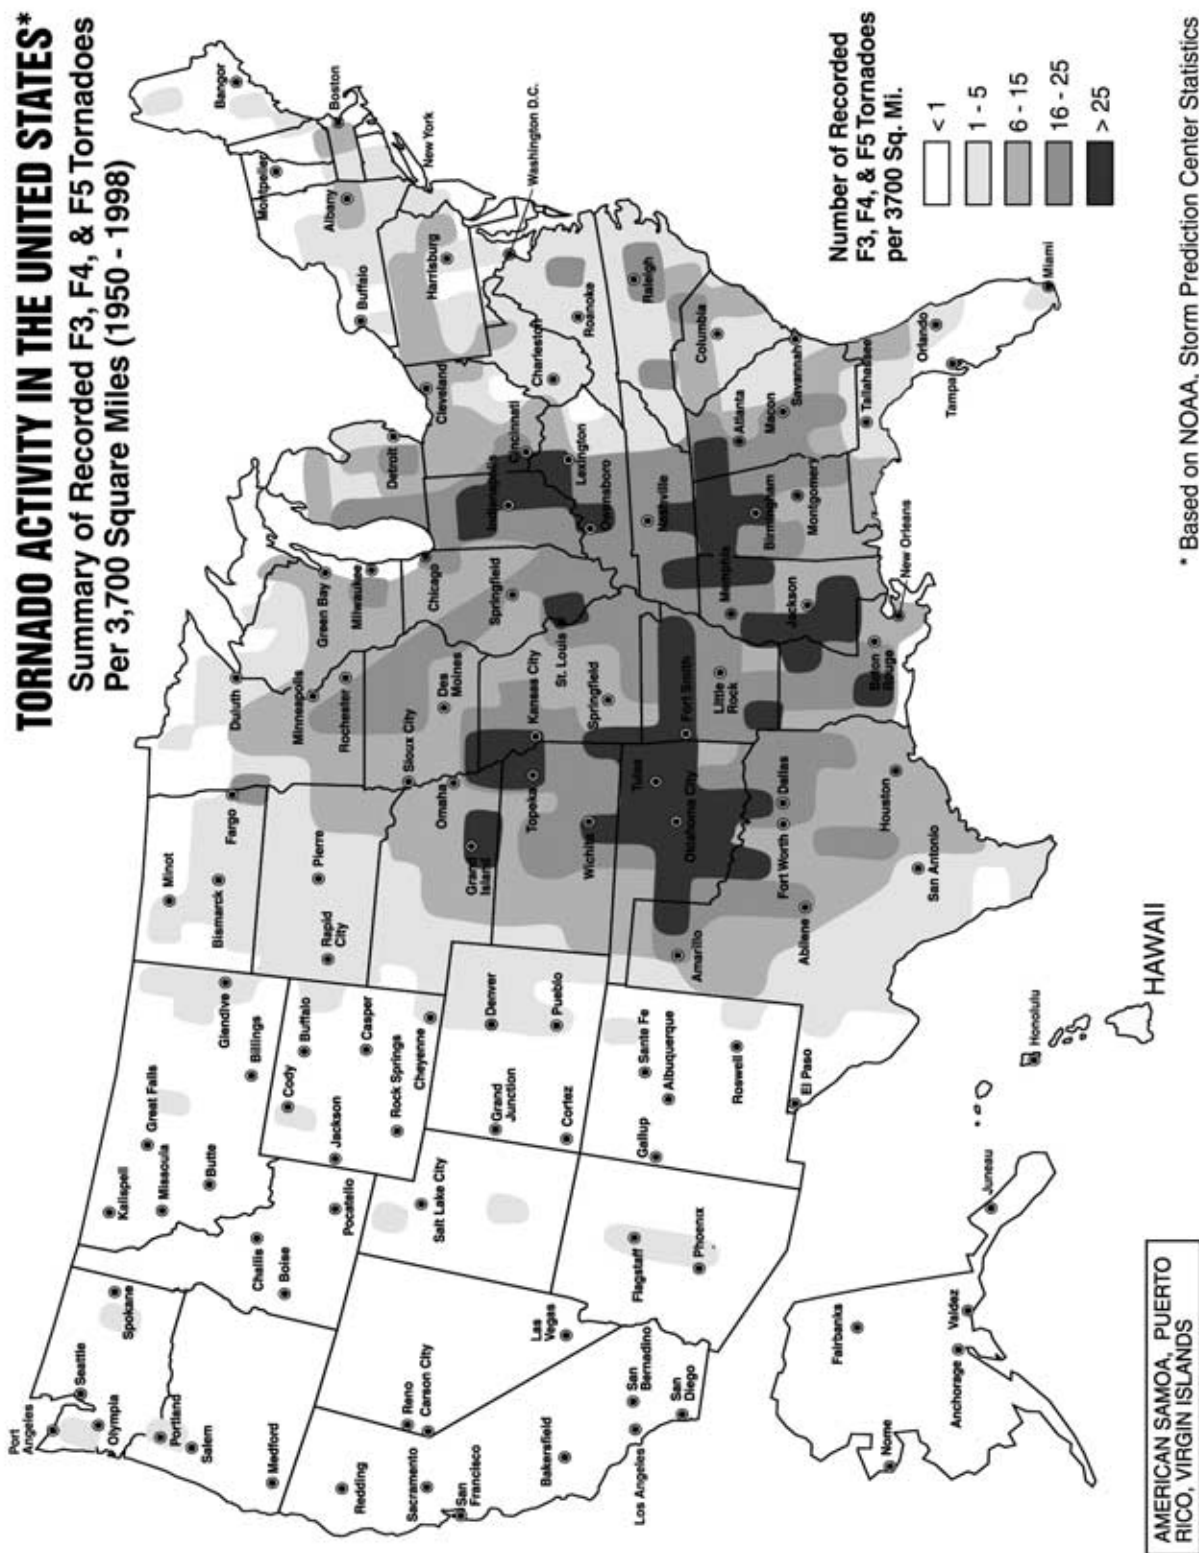 TORNADO ACTIVITY IN THE UNITED STATES*
Summary of Recorded F3, F4, & F5 Tornadoes
Per 3,700 Square Miles (1950 - 1998)
Port
Angeles
Seattle
Olympia
Spokane
Portland
Salem
Medford
Kalispell
Missoula
Great Falls
Butte
Billings
Glendive
Challis
Boise
Pocatello
Cody
Buffalo
Jackson
Casper
Rock Springs
Cheyenne
Minot
Bismarck
Fargo
Rapid
City
Pierre
Duluth
Minneapolis
Rochester
Green Bay
Milwaukee
Detroit
Sioux City
Des
Moines
Omaha
Grand
Island
Chicago
Springfield
Indianapolis
Cleveland
Cincinnati
Buffalo
Albany
Montpelier
Bangor
Boston
New York
Harrisburg
Washington D.C.
Redding
Reno
Carson City
Sacramento
San
Francisco
Bakersfield
Las
Vegas
Los Angeles
San
Bernadino
San
Diego
Salt Lake City
Grand
Junction
Denver
Pueblo
Cortez
Flagstaff
Phoenix
Gallup
Sante Fe
Albuquerque
Roswell
El Paso
Topeka
Kansas City
Wichita
St. Louis
Springfield
Owensboro
Lexington
Charleston
Roanoke
Raleigh
Tulsa
Oklahoma City
Fort Smith
Little
Rock
Memphis
Nashville
Amarillo
Abilene
Fort Worth
Dallas
San Antonio
Houston
Baton
Rouge
New Orleans
Jackson
Birmingham
Montgomery
Atlanta
Macon
Savannah
Columbia
Tallahassee
Orlando
Tampa
Miami
Nome
Fairbanks
Anchorage
Valdez
Juneau
Honolulu
HAWAII
Number of Recorded
F3, F4, & F5 Tornadoes
per 3700 Sq. Mi.
< 1
1 - 5
6 - 15
16 - 25
> 25
AMERICAN SAMOA, PUERTO
RICO, VIRGIN ISLANDS
* Based on NOAA, Storm Prediction Center Statistics